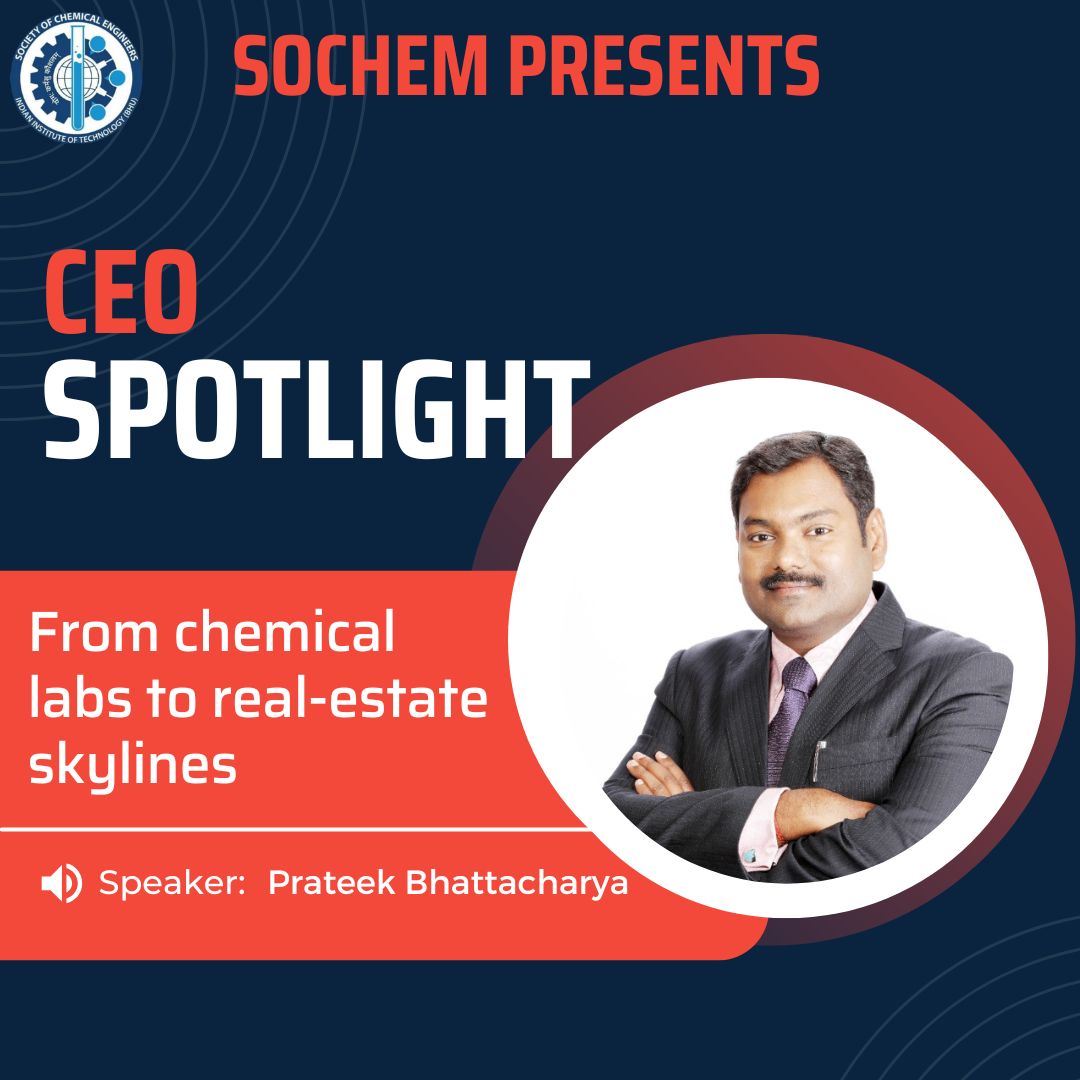 SOCIETY OF CHEMICAL ENGINEERS
INDIAN INSTITUTE OF TECHNOLOGY (BHU)
SOCHEM PRESENTS
CEO
SPOTLIGHT
From chemical
labs to real-estate
skylines
Speaker: Prateek Bhattacharya